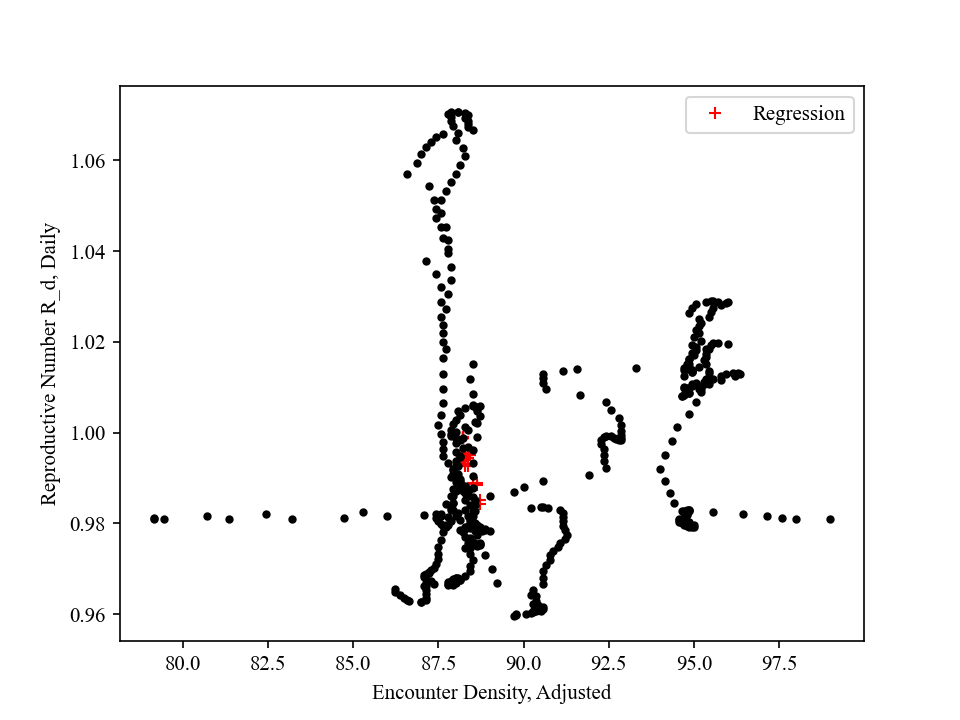 Regression
1.06
1.04
1.02
1.00
0.98
0.96
Reproductive Number R_d, Daily
80.0 82.5 85.0 87.5 90.0 92.5 95.0 97.5
Encounter Density, Adjusted